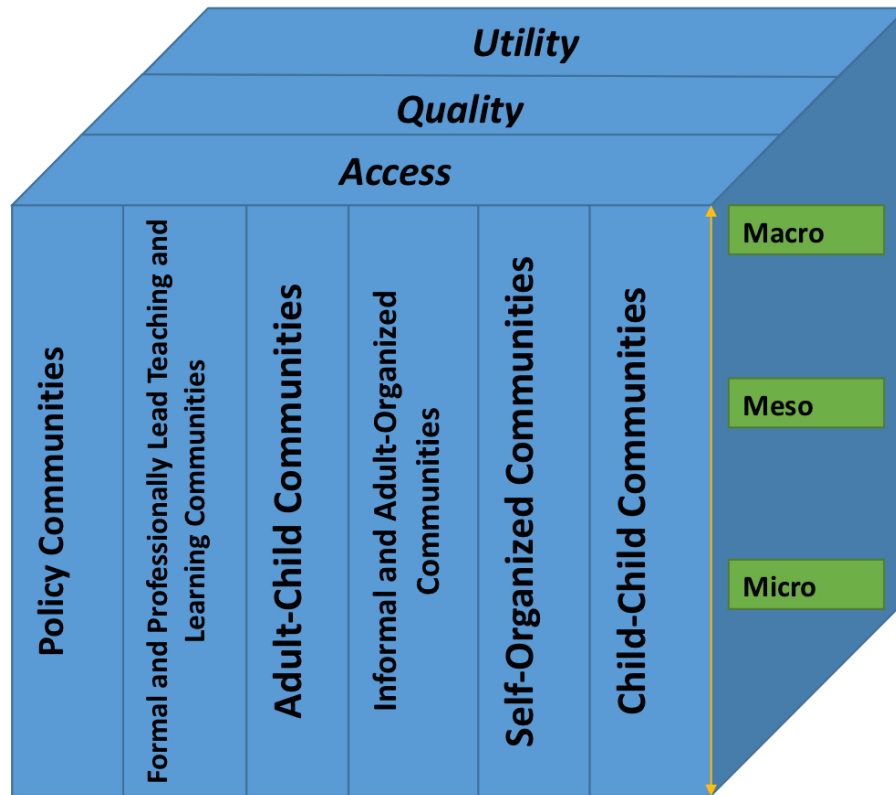 Utility
Quality
Access
Policy Communities
Formal and Professionally Lead Teaching and
Learning Communities
Adult-Child Communities
Informal and Adult-Organized
Communities
Self-Organized Communities
Child-Child Communities
Macro
Meso
Micro